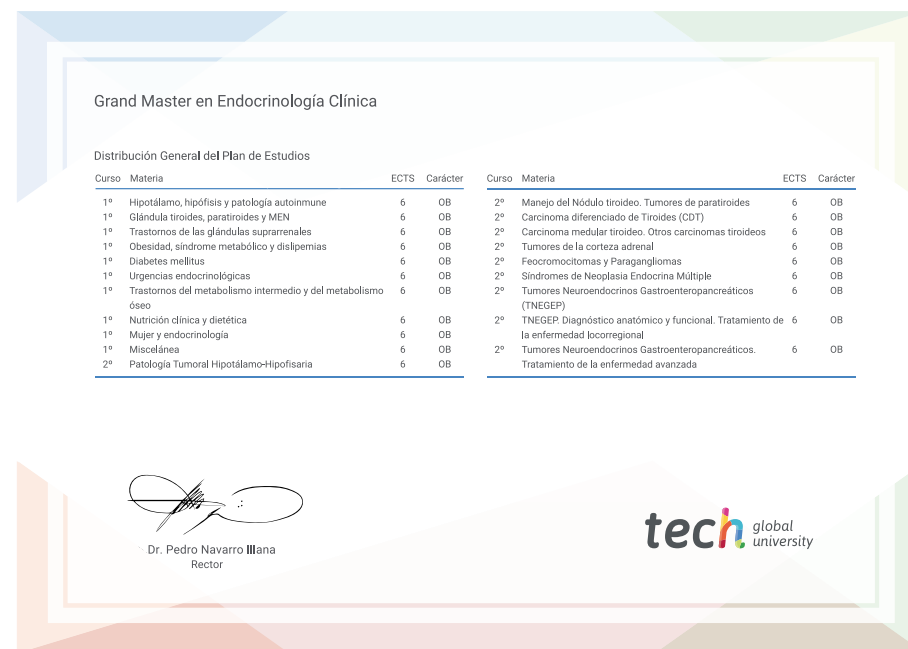 Grand Master en Endocrinología Clínica
Distribución General del Plan de Estudios
Curso Materia ECTS Carácter
1º Hipotálamo, hipófisis y patología autoinmune 6 OB
1º Glándula tiroides, paratiroides y MEN 6 OB
1º Trastornos de las glándulas suprarrenales 6 OB
1º Obesidad, síndrome metabólico y dislipemias 6 OB
1º Diabetes mellitus 6 OB
1º Urgencias endocrinológicas 6 OB
1º Trastornos del metabolismo intermedio y del metabolismo 6 OB
óseo
1º Nutrición clínica y dietética 6 OB
1º Mujer y endocrinología 6 OB
1º Miscelánea 6 OB
2º Patología Tumoral Hipotálamo-Hipofisaria 6 OB
Curso Materia ECTS Carácter
2º Manejo del Nódulo tiroideo. Tumores de paratiroides 6 OB
2º Carcinoma diferenciado de Tiroides (CDT) 6 OB
2º Carcinoma medular tiroideo. Otros carcinomas tiroideos 6 OB
2º Tumores de la corteza adrenal 6 OB
2º Feocromocitomas y Paragangliomas 6 OB
2º Síndromes de Neoplasia Endocrina Múltiple 6 OB
2º Tumores Neuroendocrinos Gastroenteropancreáticos 6 OB
(TNEGEP)
2º TNEGEP. Diagnóstico anatómico y funcional. Tratamiento de 6 OB
la enfermedad locorregional
2º Tumores Neuroendocrinos Gastroenteropancreáticos. 6 OB
Tratamiento de la enfermedad avanzada
Dr. Pedro Navarro Illana
Rector
tech global
university